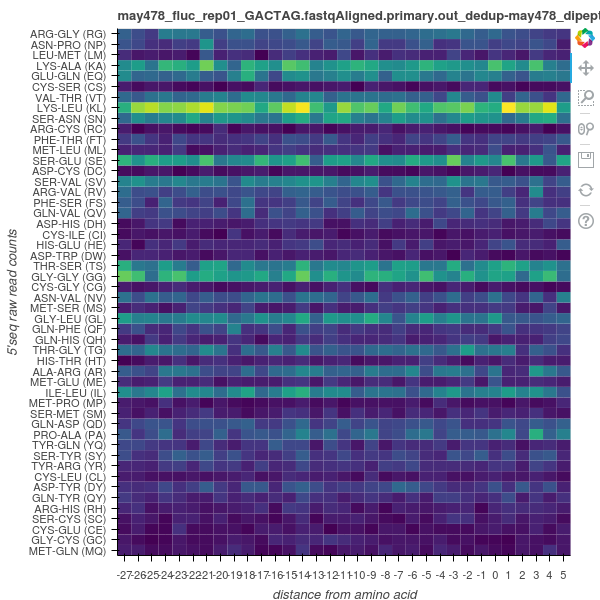 may478_fluc_rep01_GACTAG.fastqAligned.primary.out_dedup-may478_dipept
ARG-GLY (RG)
ASN-PRO (NP)
LEU-MET (LM)
LYS-ALA (KA)
GLU-GLN (EQ)
CYS-SER (CS)
VAL-THR (VT)
LYS-LEU (KL)
SER-ASN (SN)
ARG-CYS (RC)
PHE-THR (FT)
MET-LEU (ML)
SER-GLU (SE)
ASP-CYS (DC)
SER-VAL (SV)
ARG-VAL (RV)
PHE-SER (FS)
GLN-VAL (QV)
ASP-HIS (DH)
CYS-ILE (CI)
HIS-GLU (HE)
ASP-TRP (DW)
THR-SER (TS)
GLY-GLY (GG)
CYS-GLY (CG)
ASN-VAL (NV)
MET-SER (MS)
GLY-LEU (GL)
GLN-PHE (QF)
GLN-HIS (QH)
THR-GLY (TG)
HIS-THR (HT)
ALA-ARG (AR)
MET-GLU (ME)
ILE-LEU (IL)
MET-PRO (MP)
SER-MET (SM)
GLN-ASP (QD)
PRO-ALA (PA)
TYR-GLN (YQ)
SER-TYR (SY)
TYR-ARG (YR)
CYS-LEU (CL)
ASP-TYR (DY)
GLN-TYR (QY)
ARG-HIS (RH)
SER-CYS (SC)
CYS-GLU (CE)
GLY-CYS (GC)
MET-GLN (MQ)
5'seq raw read counts
-27-26-25-24-23-22-21-20-19-18-17-16-15-14-13-12-11-10-9 -8 -7 -6 -5 -4 -3 -2 -1 0 1 2 3 4 5
distance from amino acid